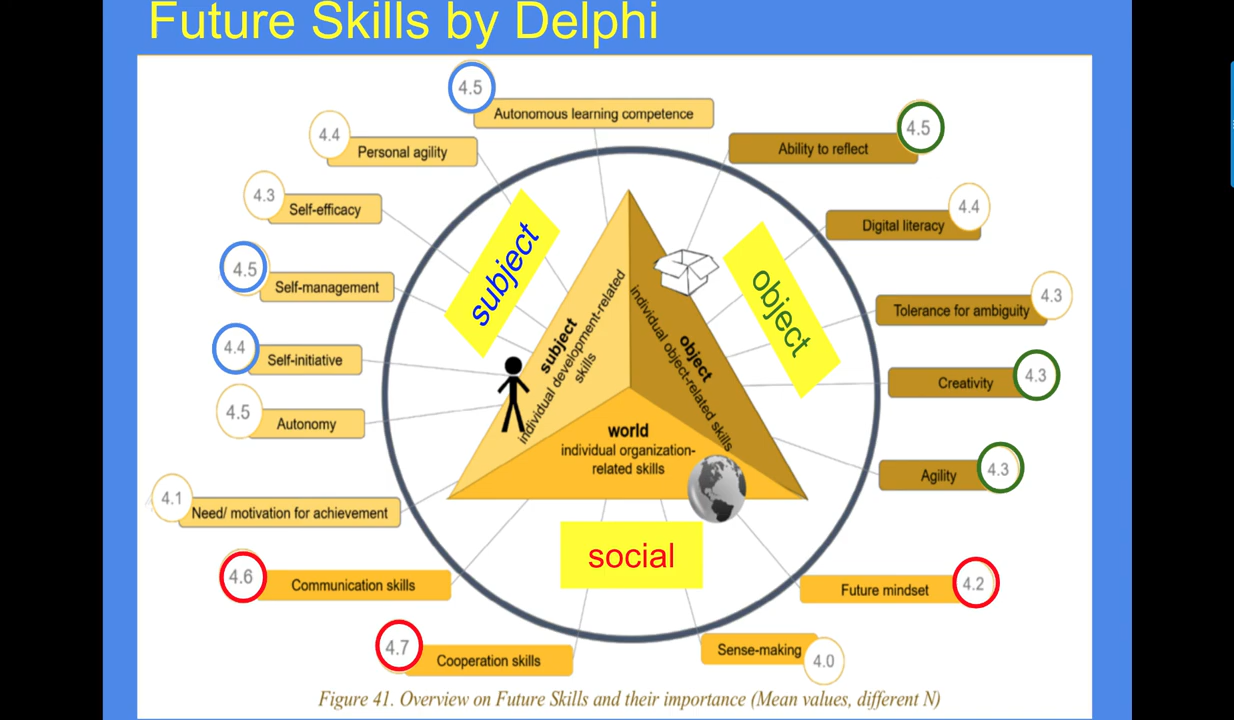 Future Skills by Delphi
4.5
Autonomous learning competence
4.4
Personal agility
4.5
Ability to reflect
4.3
Self-efficacy
4.4
Digital literacy
4.5
Self-management
4.3
Tolerance for ambiguity
4.4
Self-initiative
4.3
Creativity
4.5
Autonomy
4.3
Agility
4.1
Need/ motivation for achievement
subject
object
subject
individual development-related
skills
object
individual object-related skills
world
individual organization-
related skills
social
4.6
Communication skills
4.2
Future mindset
4.7
Cooperation skills
Sense-making
4.0
Figure 41. Overview on Future Skills and their importance (Mean values, different N)